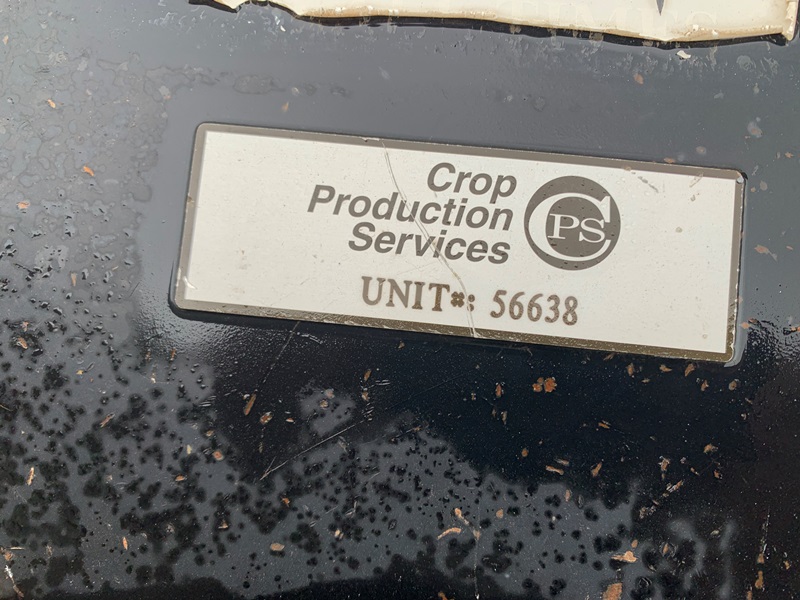 Crop
Production
Services
CPS
UNIT#: 56638